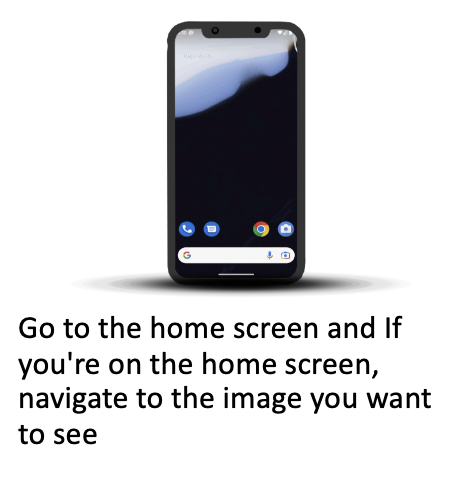 Go to the home screen and If
you're on the home screen,
navigate to the image you want
to see